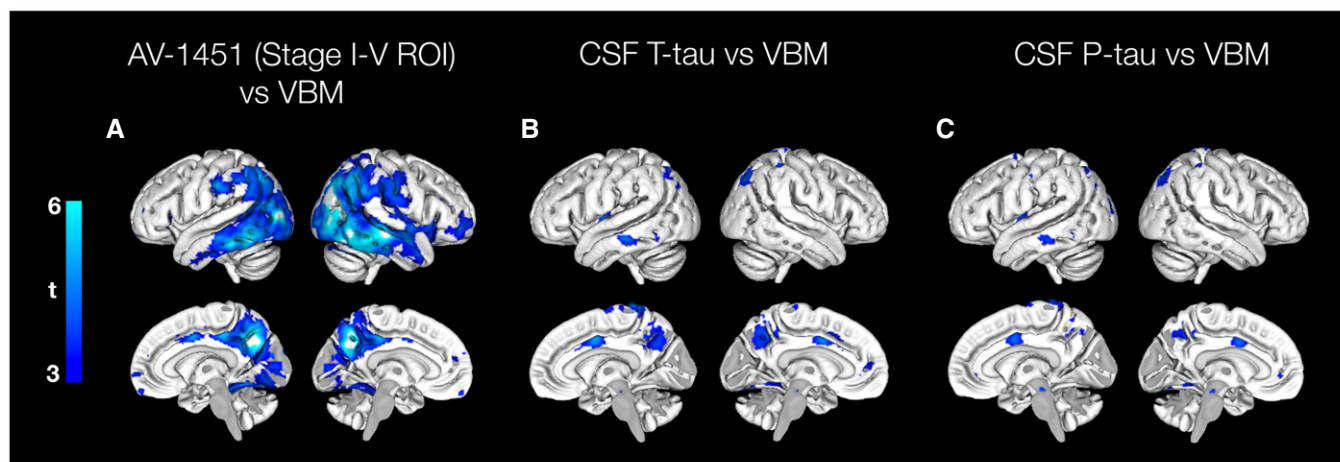 AV-1451 (Stage I-V ROI)
vs VBM
CSF T-tau vs VBM
CSF P-tau vs VBM
A
B
C
6
t
3